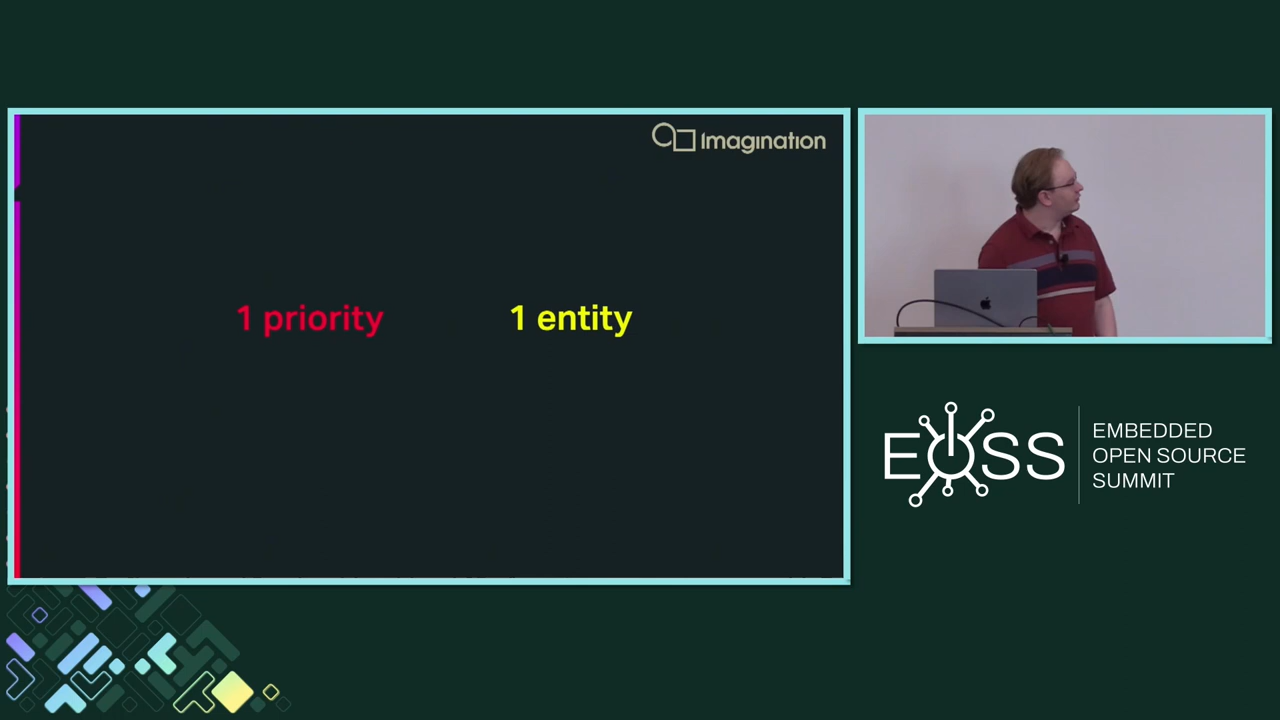 Imagination
1 priority
1 entity
EOSS
EMBEDDED
OPEN SOURCE
SUMMIT